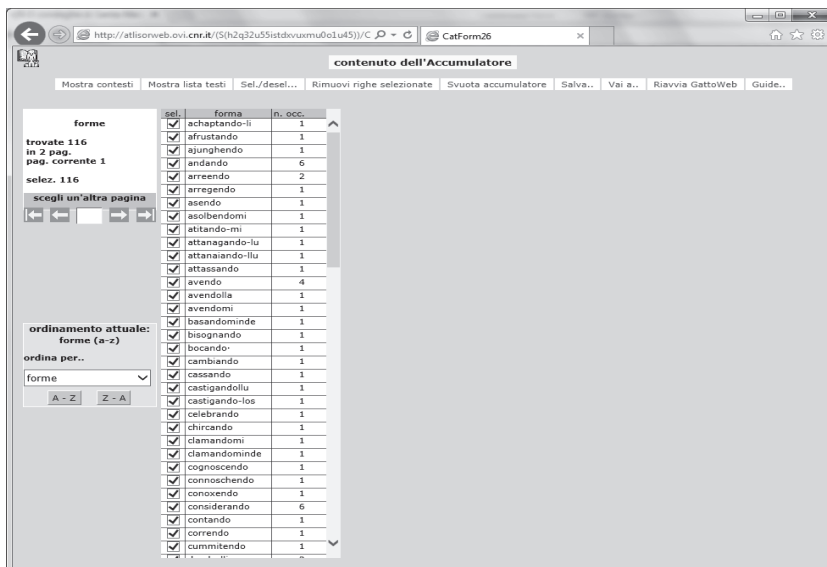 http://atlisorweb.ovi.cnr.it/(S(h2q32u55istdxvuxmu0o1u45))/C
CatForm26
contenuto dell'Accumulatore
Mostra contesti Mostra lista testi Sel./desel... Rimuovi righe selezionate Svuota accumulatore Salva.. Vai a.. Riavvia GattoWeb Guide..
forme
trovate 116
in 2 pag.
pag. corrente 1
selez. 116
scegli un'altra pagina
ordinamento attuale:
forme (a-z)
ordina per..
forme
A - Z Z - A
sel. forma n. occ.
achaptando-li 1
afrustando 1
ajunghendo 1
andando 6
arreendo 2
arregendo 1
asendo 1
asolbendomi 1
atitando-mi 1
attanagando-lu 1
attanaiando-llu 1
attassando 1
avendo 4
avendolla 1
avendomi 1
basandominde 1
bisognando 1
bocando· 1
cambiando 1
cassando 1
castigandollu 1
castigando-los 1
celebrando 1
chircando 1
clamandomi 1
clamandominde 1
cognoscendo 1
connoschendo 1
conoxendo 1
considerando 6
contando 1
correndo 1
cummitendo 1